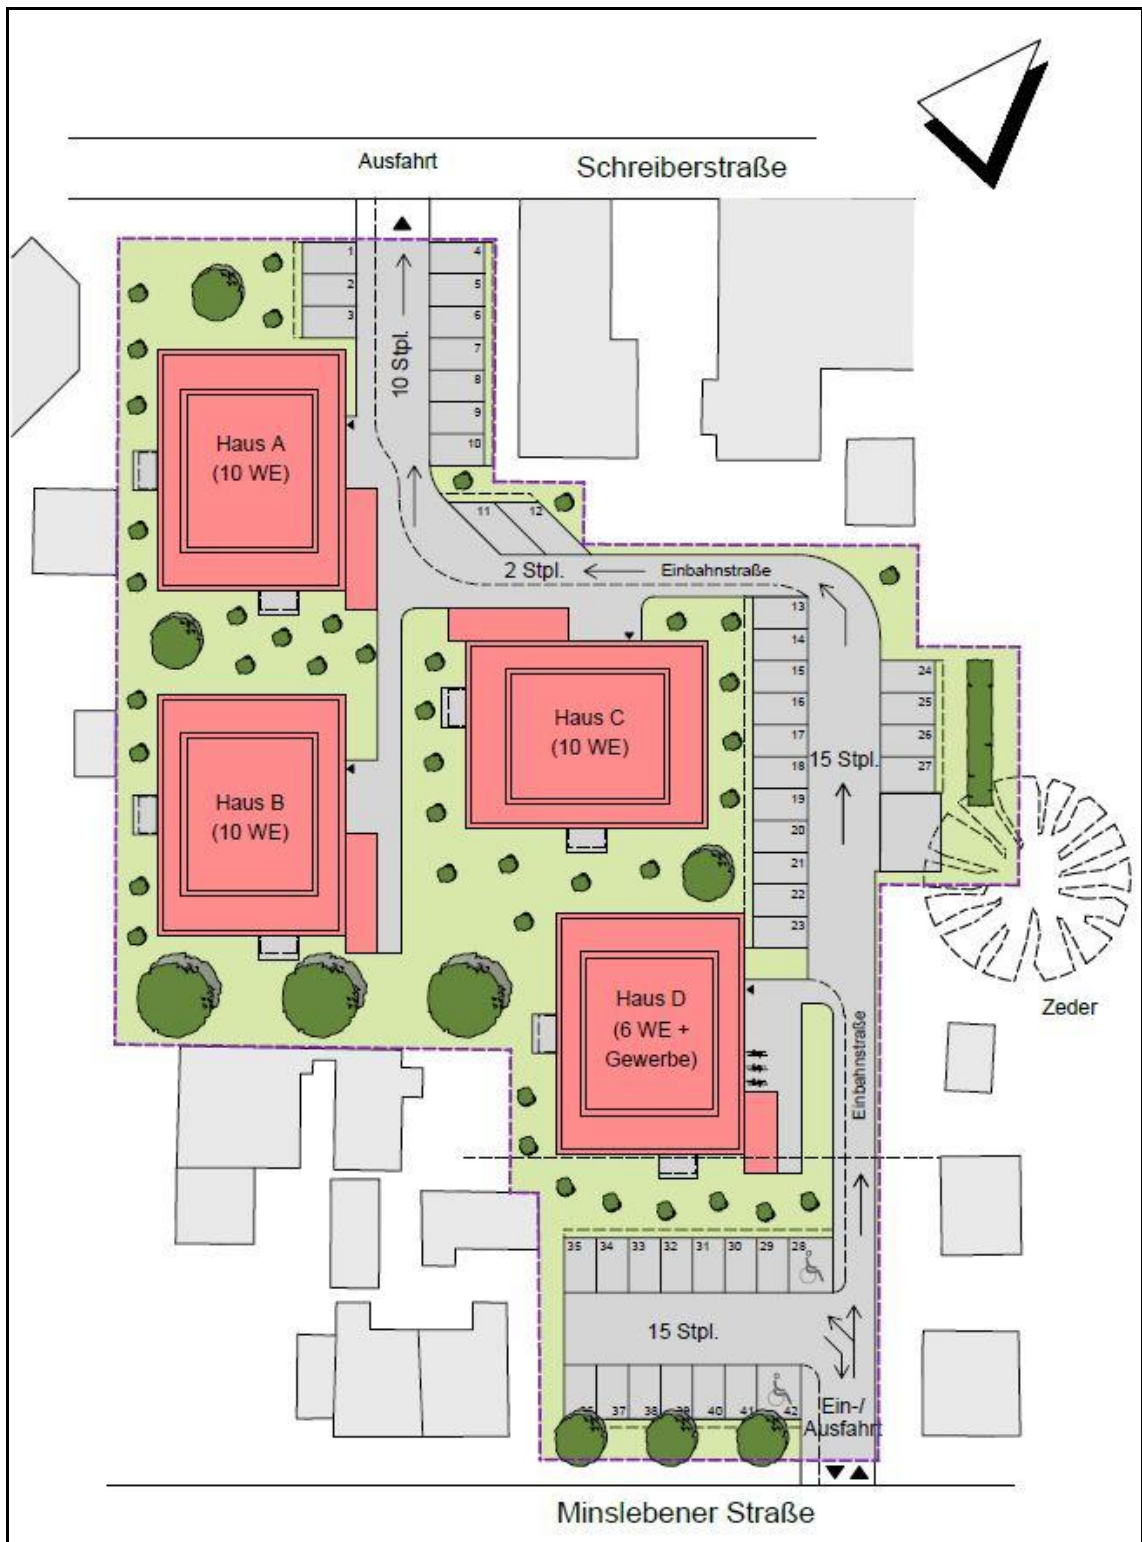 Ausfahrt
Schreiberstraße
1
2
3
4
5
6
7
8
9
10
10 Stpl.
Haus A
(10 WE)
11
12
2 Stpl.
Einbahnstraße
13
14
15
16
17
18
19
20
21
22
23
24
25
26
27
15 Stpl.
Haus C
(10 WE)
Haus B
(10 WE)
Haus D
(6 WE +
Gewerbe)
Zeder
Einbahnstraße
35 34 33 32 31 30 29 28
15 Stpl.
36 37 38 39 40 41 42
Ein-/
Ausfahrt
Minslebener Straße